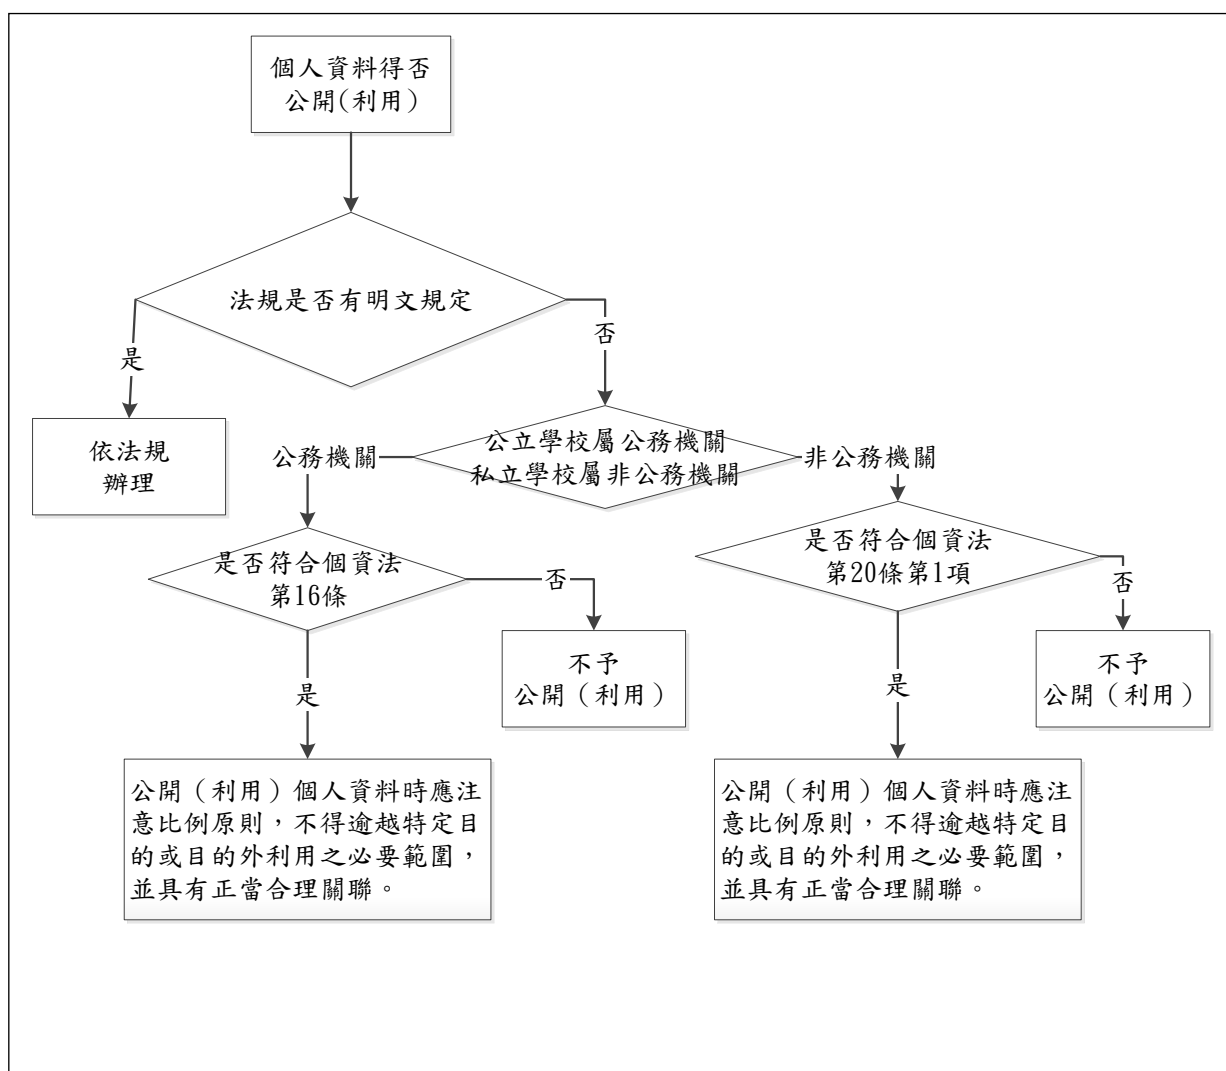 個人資料得否
公開(利用)
法規是否有明文規定
是
否
依法規
辦理
公務機關
公立學校屬公務機關
私立學校屬非公務機關
非公務機關
是否符合個資法
第16條
否
不予
公開（利用）
是
公開（利用）個人資料時應注
意比例原則，不得逾越特定目
的或目的外利用之必要範圍，
並具有正當合理關聯。
是否符合個資法
第20條第1項
否
不予
公開（利用）
是
公開（利用）個人資料時應注
意比例原則，不得逾越特定目
的或目的外利用之必要範圍，
並具有正當合理關聯。